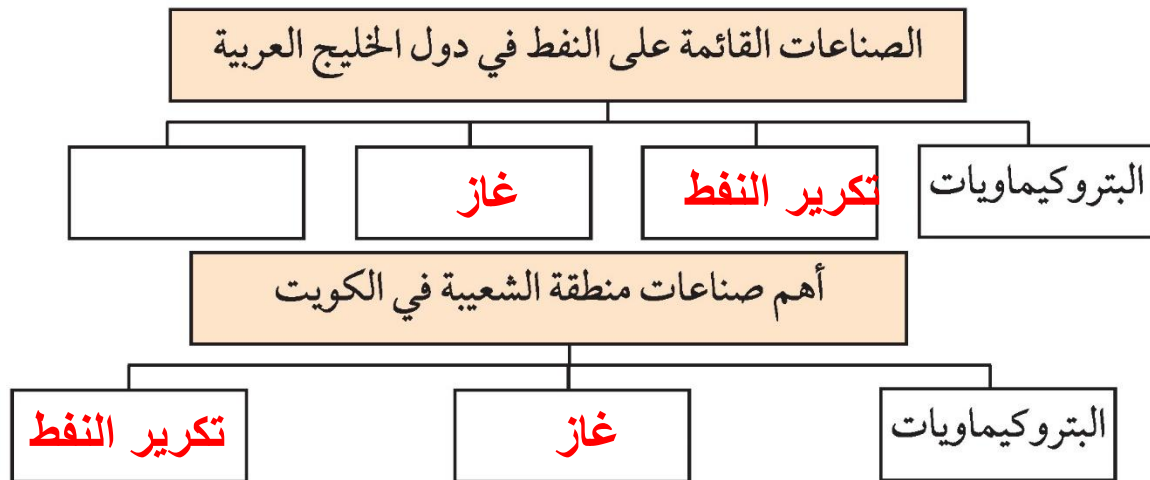 الصناعات القائمة على النفط في دول الخليج العربية
البتروكيماويات
تكرير النفط
غاز
أهم صناعات منطقة الشعيبة في الكويت
البتروكيماويات
غاز
تكرير النفط